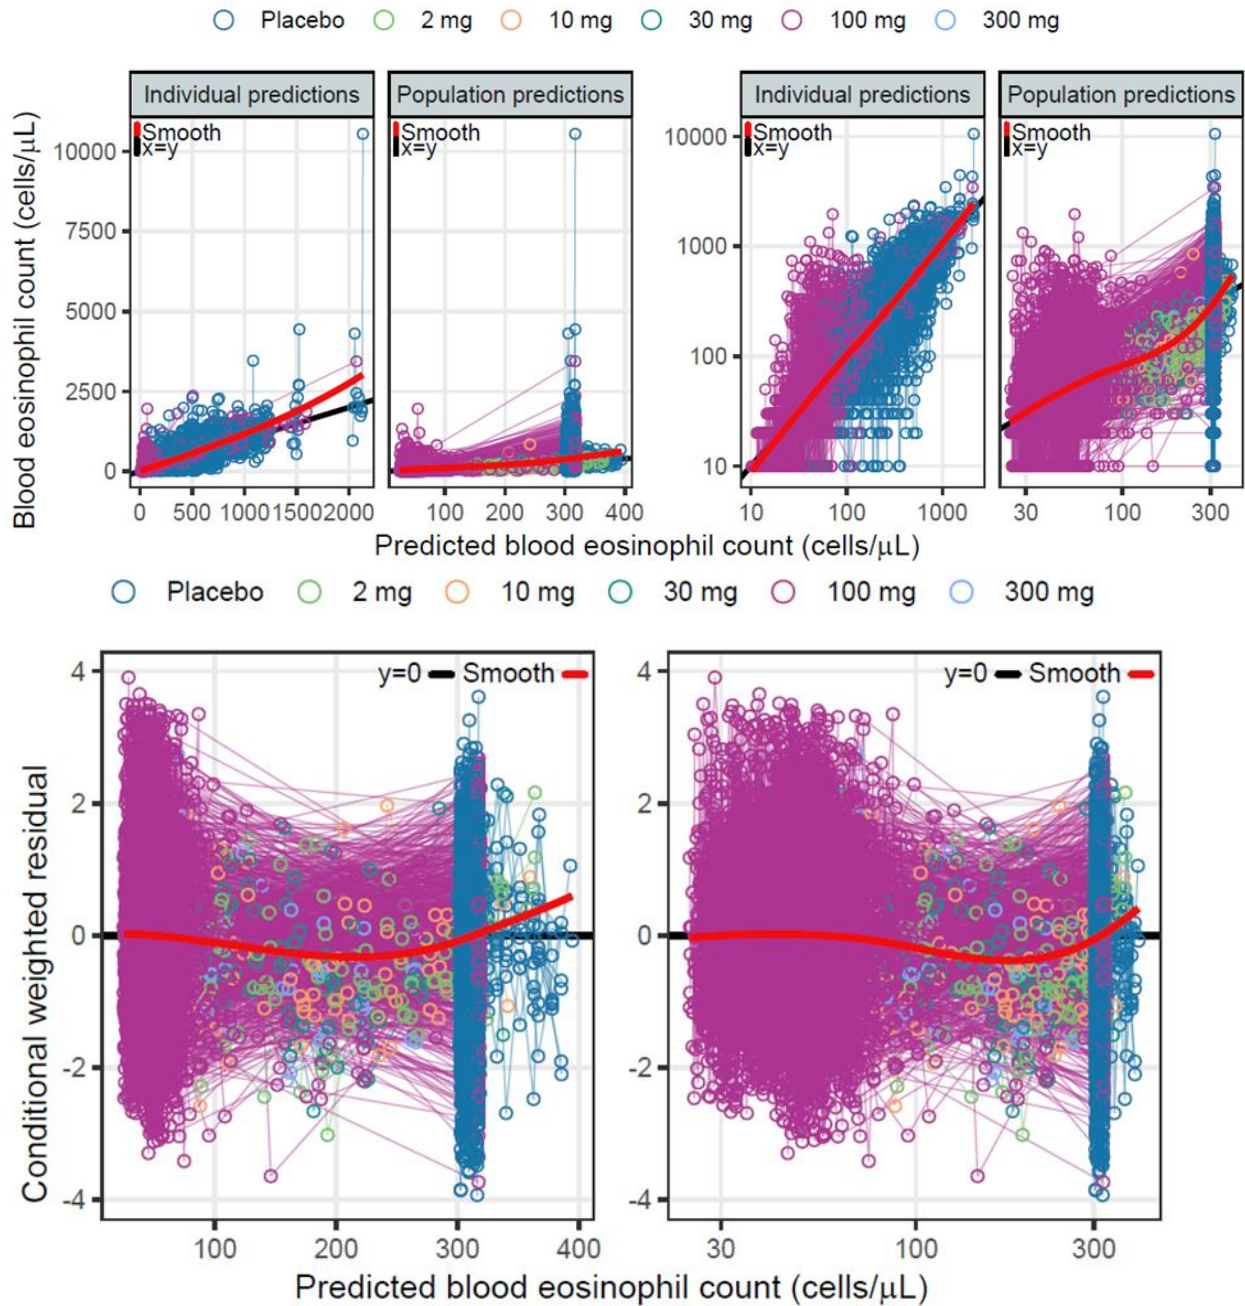 Placebo 2 mg 10 mg 30 mg 100 mg 300 mg
Individual predictions Population predictions Individual predictions Population predictions
Smooth Smooth Smooth Smooth
x=y x=y x=y x=y
Blood eosinophil count (cells/μL)
10000
7500
5000
2500
0
10000
1000
100
10
0 500 1000 1500 2000 100 200 300 400 10 100 1000 30 100 300
Predicted blood eosinophil count (cells/μL)
Placebo 2 mg 10 mg 30 mg 100 mg 300 mg
y=0 Smooth y=0 Smooth
Conditional weighted residual
4
2
0
-2
-4
4
2
0
-2
-4
100 200 300 400 30 100 300
Predicted blood eosinophil count (cells/μL)